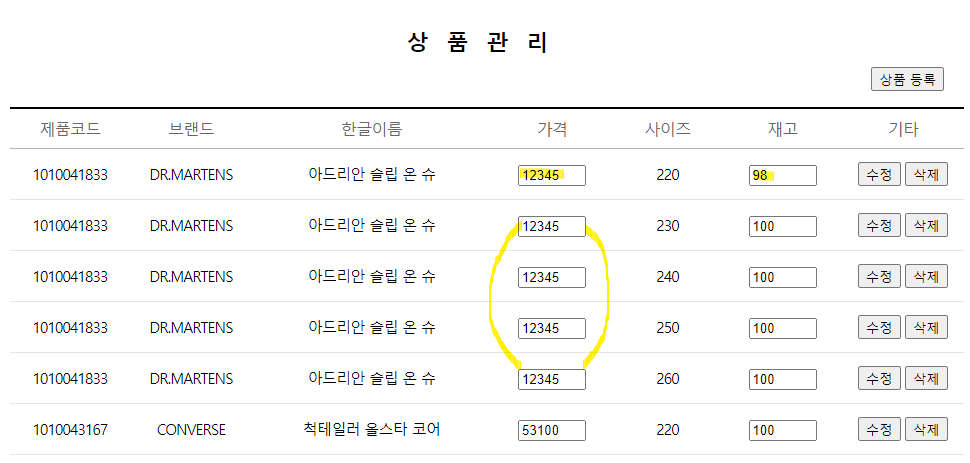 상 품 관 리
상품 등록
제품코드 브랜드 한글이름 가격 사이즈 재고 기타
1010041833 DR.MARTENS 아드리안 슬립 온 슈 12345 220 98 수정 삭제
1010041833 DR.MARTENS 아드리안 슬립 온 슈 12345 230 100 수정 삭제
1010041833 DR.MARTENS 아드리안 슬립 온 슈 12345 240 100 수정 삭제
1010041833 DR.MARTENS 아드리안 슬립 온 슈 12345 250 100 수정 삭제
1010041833 DR.MARTENS 아드리안 슬립 온 슈 12345 260 100 수정 삭제
1010043167 CONVERSE 척테일러 올스타 코어 53100 220 100 수정 삭제